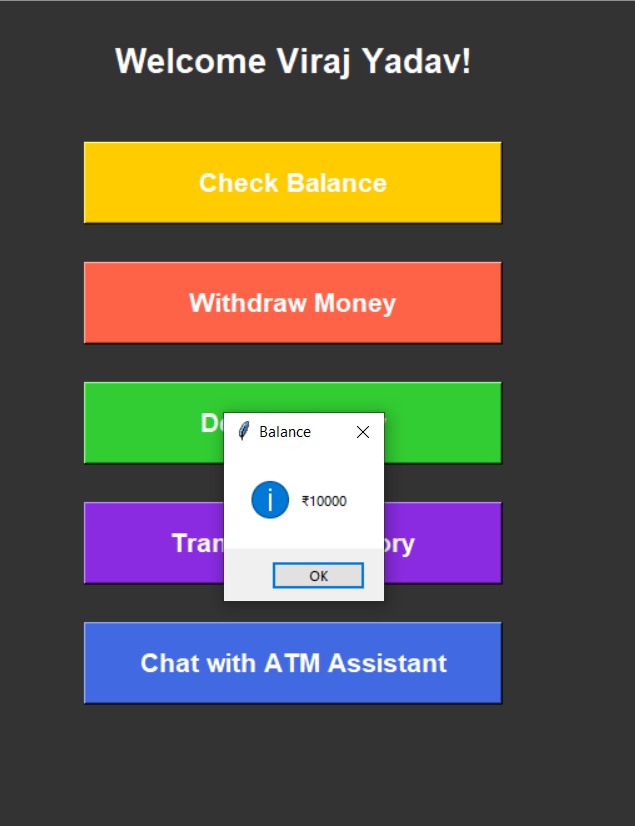 Welcome Viraj Yadav!
Check Balance
Withdraw Money
Balance
₹10000
OK
Chat with ATM Assistant